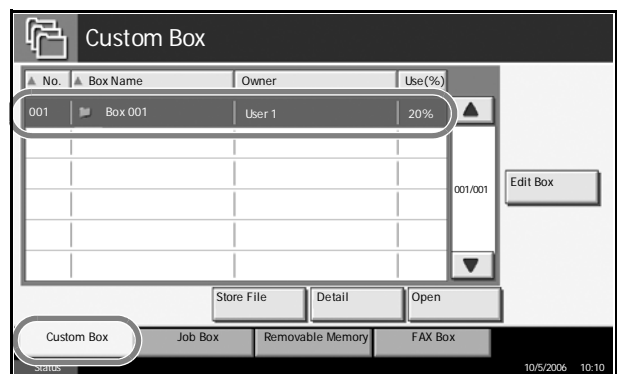 Custom Box
No. Box Name Owner Use(%)
001 Box 001 User 1 20%
001/001
Edit Box
Store File Detail Open
Custom Box Job Box Removable Memory FAX Box
Status 10/5/2006 10:10